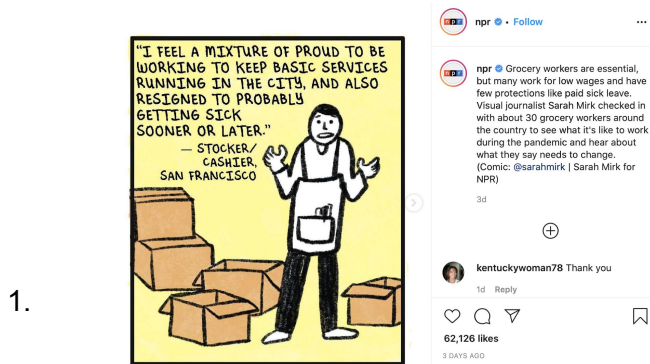 "I FEEL A MIXTURE OF PROUD TO BE
WORKING TO KEEP BASIC SERVICES
RUNNING IN THE CITY, AND ALSO
RESIGNED TO PROBABLY
GETTING SICK
SOONER OR LATER."
— STOCKER/
CASHIER,
SAN FRANCISCO
1.
npr
npr • Follow
npr
npr Grocery workers are essential,
but many work for low wages and have
few protections like paid sick leave.
Visual journalist Sarah Mirk checked in
with about 30 grocery workers around
the country to see what it's like to work
during the pandemic and hear about
what they say needs to change.
(Comic: @sarahmirk | Sarah Mirk for
NPR)
3d
kentuckywoman78 Thank you
1d Reply
62,126 likes
3 DAYS AGO